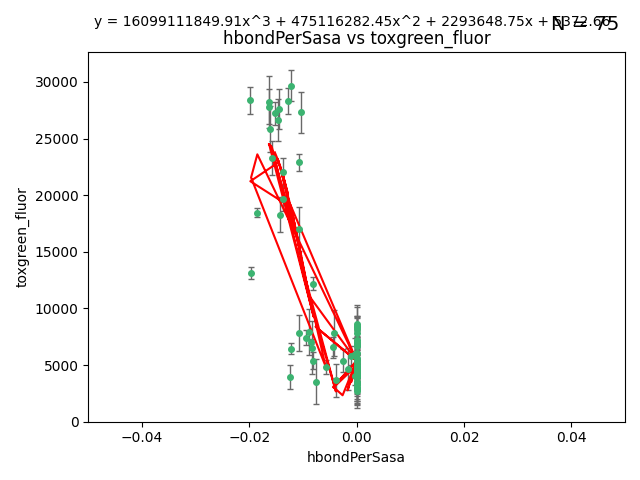 y = 16099111849.91x^3 + 475116282.45x^2 + 2293648.75x +
N = 75
hbondPerSasa vs toxgreen_fluor
30000
25000
20000
15000
10000
5000
0
toxgreen_fluor
−0.04 −0.02 0.00 0.02 0.04
hbondPerSasa